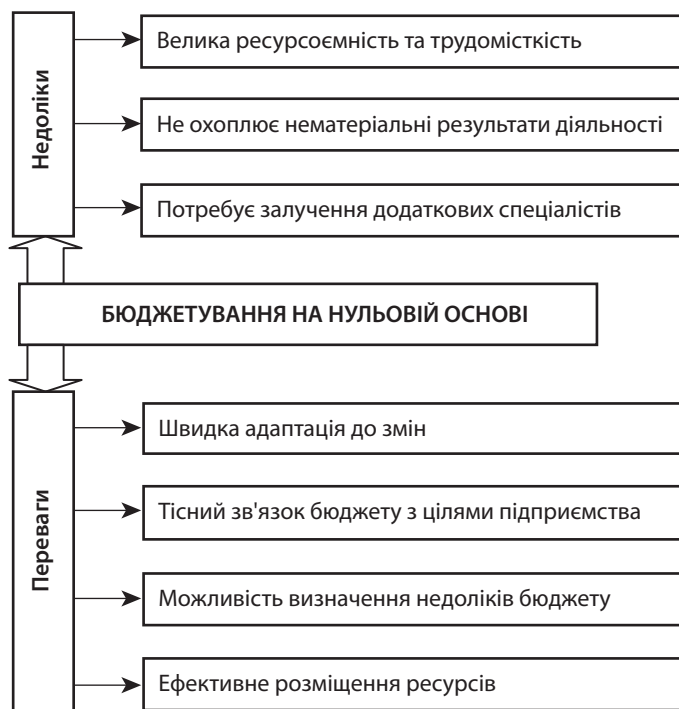 Недоліки
Велика ресурсоємність та трудомісткість
Не охоплює нематеріальні результати діяльності
Потребує залучення додаткових спеціалістів
БЮДЖЕТУВАННЯ НА НУЛЬОВІЙ ОСНОВІ
Переваги
Швидка адаптація до змін
Тісний зв'язок бюджету з цілями підприємства
Можливість визначення недоліків бюджету
Ефективне розміщення ресурсів